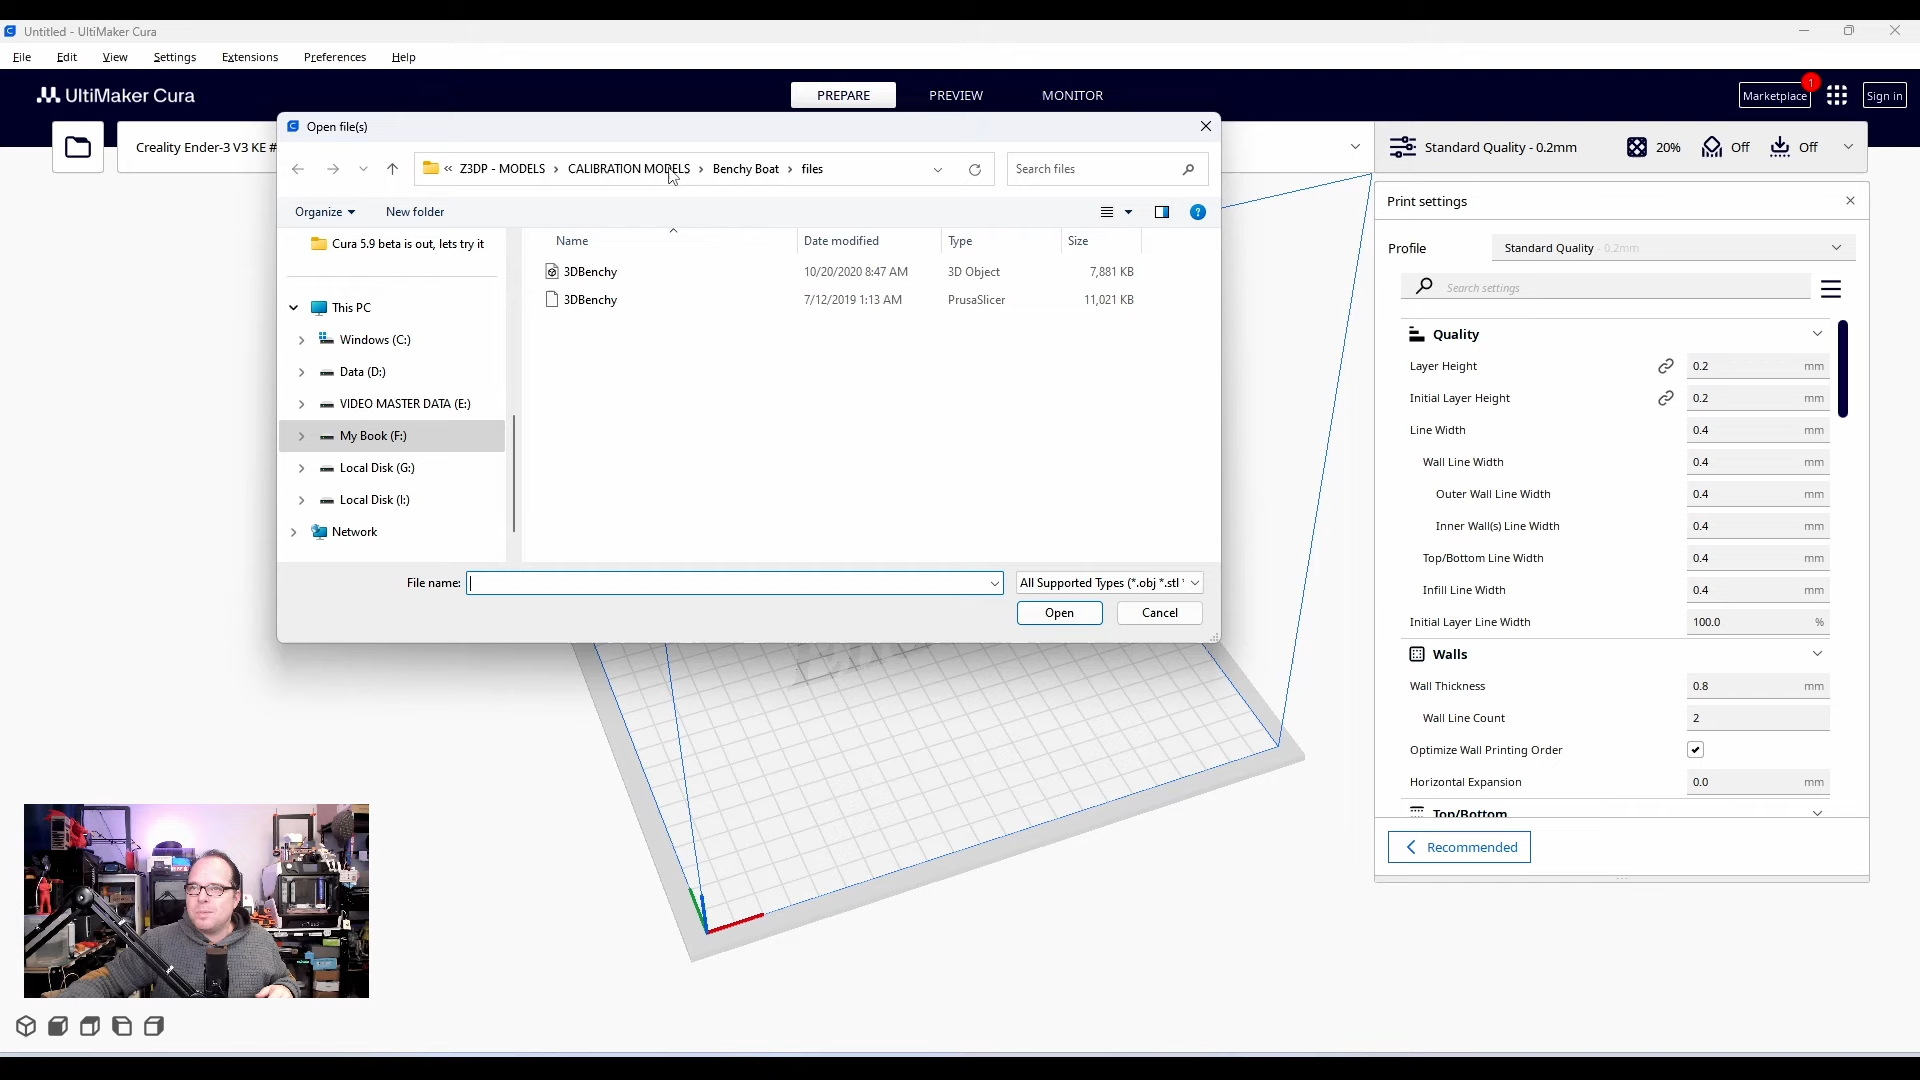 Untitled - UltiMaker Cura
File Edit View Settings Extensions Preferences Help
UltiMaker Cura
PREPARE PREVIEW MONITOR
Marketplace 1 Sign in
Creality Ender-3 V3 KE #
Standard Quality - 0.2mm 20% Off Off
Open file(s)
« Z3DP - MODELS › CALIBRATION MODELS › Benchy Boat › files
Search files
Organize New folder
Cura 5.9 beta is out, lets try it
This PC
Windows (C:)
Data (D:)
VIDEO MASTER DATA (E:)
My Book (F:)
Local Disk (G:)
Local Disk (I:)
Network
Name Date modified Type Size
3DBenchy 10/20/2020 8:47 AM 3D Object 7,881 KB
3DBenchy 7/12/2019 1:13 AM PrusaSlicer 11,021 KB
File name:
All Supported Types (*.obj *.stl *
Open Cancel
Print settings
Profile Standard Quality - 0.2mm
Search settings
Quality
Layer Height 0.2 mm
Initial Layer Height 0.2 mm
Line Width 0.4 mm
Wall Line Width 0.4 mm
Outer Wall Line Width 0.4 mm
Inner Wall(s) Line Width 0.4 mm
Top/Bottom Line Width 0.4 mm
Infill Line Width 0.4 mm
Initial Layer Line Width 100.0 %
Walls
Wall Thickness 0.8 mm
Wall Line Count 2
Optimize Wall Printing Order
Horizontal Expansion 0.0 mm
Top/Bottom
Recommended